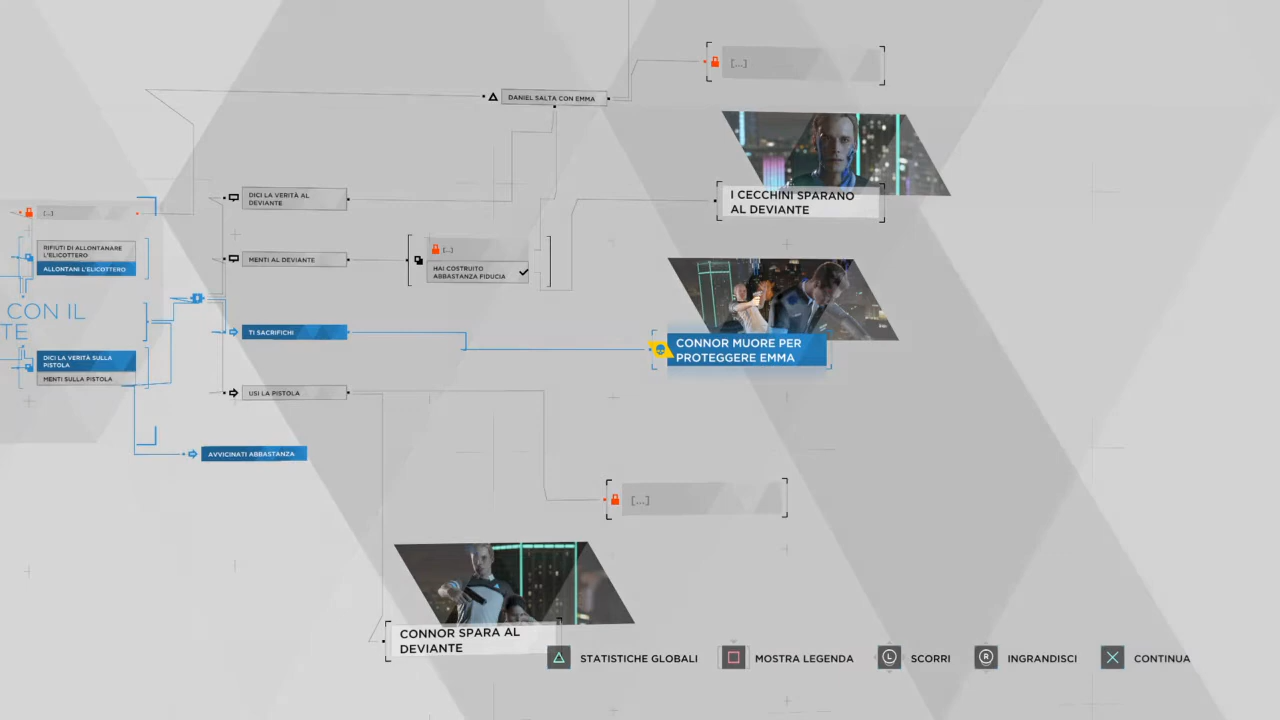 [...]
DANIEL SALTA CON EMMA
DICI LA VERITÀ AL
DEVIANTE
I CECCHINI SPARANO
AL DEVIANTE
[...]
RIFIUTI DI ALLONTANARE
L'ELICOTTERO
ALLONTANI L'ELICOTTERO
MENTI AL DEVIANTE
[...]
HAI COSTRUITO
ABBASTANZA FIDUCIA
CON IL
TE
TI SACRIFICHI
CONNOR MUORE PER
PROTEGGERE EMMA
DICI LA VERITÀ SULLA
PISTOLA
MENTI SULLA PISTOLA
USI LA PISTOLA
AVVICINATI ABBASTANZA
[...]
CONNOR SPARA AL
DEVIANTE
STATISTICHE GLOBALI
MOSTRA LEGENDA
L
SCORRI
R
INGRANDISCI
CONTINUA